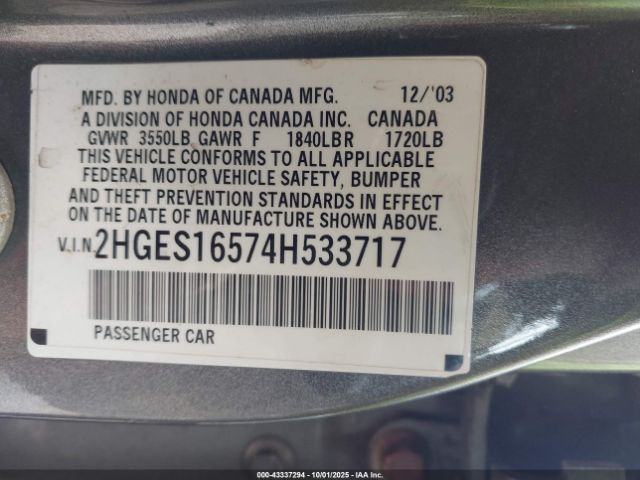 MFD. BY HONDA OF CANADA MFG. 12/'03
A DIVISION OF HONDA CANADA INC. CANADA
GVWR 3550LB GAWR F 1840LBR 1720LB
THIS VEHICLE CONFORMS TO ALL APPLICABLE
FEDERAL MOTOR VEHICLE SAFETY, BUMPER
AND THEFT PREVENTION STANDARDS IN EFFECT
ON THE DATE OF MANUFACTURE SHOWN ABOVE.
V.I.N. 2HGES16574H533717
PASSENGER CAR
Stock: 000-43337294 - 10/01/2025 - IAA Inc.